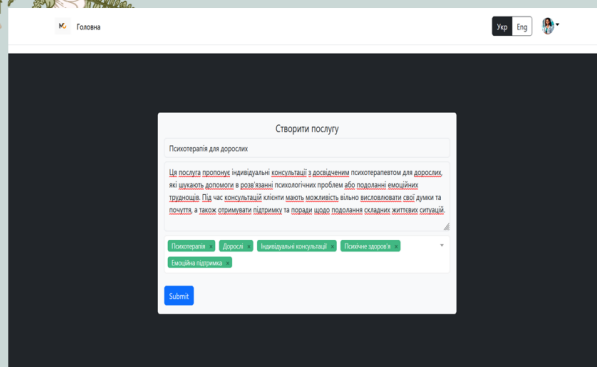 Головна
Укр Eng
Створити послугу
Психотерапія для дорослих
Ця послуга пропонує індивідуальні консультації з досвідченим психотерапевтом для дорослих,
які шукають допомоги в розв'язанні психологічних проблем або подоланні емоційних
труднощів. Під час консультацій клієнти мають можливість вільно висловлювати свої думки та
почуття, а також отримувати підтримку та поради щодо подолання складних життєвих ситуацій.
Психотерапія × Дорослі × Індивідуальні консультації × Психічне здоров'я ×
Емоційна підтримка ×
Submit